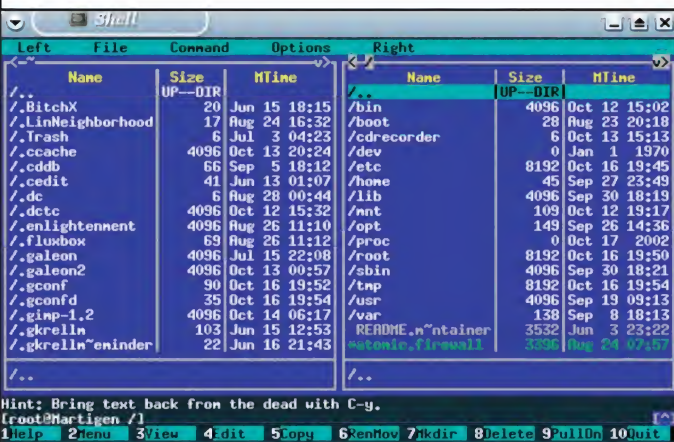 Shell
Left File Command Options Right
<-~ v> < / v>
Name Size MTime
/.. UP--DIR
/.BitchX 20 Jun 15 18:15
/.LinNeighborhood 17 Aug 24 16:32
/.Trash 6 Jul 3 04:23
/.ccache 4096 Oct 13 20:24
/.cddb 66 Sep 5 18:12
/.cedit 41 Jun 13 01:07
/.dc 6 Aug 28 00:44
/.dctc 4096 Oct 12 15:32
/.enlightenment 4096 Aug 26 11:10
/.fluxbox 69 Aug 26 11:12
/.galeon 4096 Jul 15 22:08
/.galeon2 4096 Oct 13 00:57
/.gconf 90 Oct 16 19:52
/.gconfd 35 Oct 16 19:54
/.gimp-1.2 4096 Oct 14 06:17
/.gkrellm 103 Jun 15 12:53
/.gkrellm~eminder 22 Jun 16 21:43
/..
Name Size MTime
/.. UP--DIR
/bin 4096 Oct 12 15:02
/boot 28 Aug 23 20:18
/cdrecorder 6 Oct 13 15:13
/dev 0 Jan 1 1970
/etc 8192 Oct 16 19:45
/home 45 Sep 27 23:49
/lib 4096 Sep 30 18:19
/mnt 109 Oct 12 19:17
/opt 149 Sep 26 14:36
/proc 0 Oct 17 2002
/root 8192 Oct 16 19:50
/sbin 4096 Sep 30 18:21
/tmp 8192 Oct 16 19:54
/usr 4096 Sep 19 09:13
/var 138 Sep 8 18:13
README.m~ntainer 3532 Jun 3 23:22
*atomic.firewall 3396 Aug 24 07:57
/..
Hint: Bring text back from the dead with C-y.
[root@Martigen /] [^]
1Help 2Menu 3View 4Edit 5Copy 6RenMov 7Mkdir 8Delete 9PullDn 10Quit